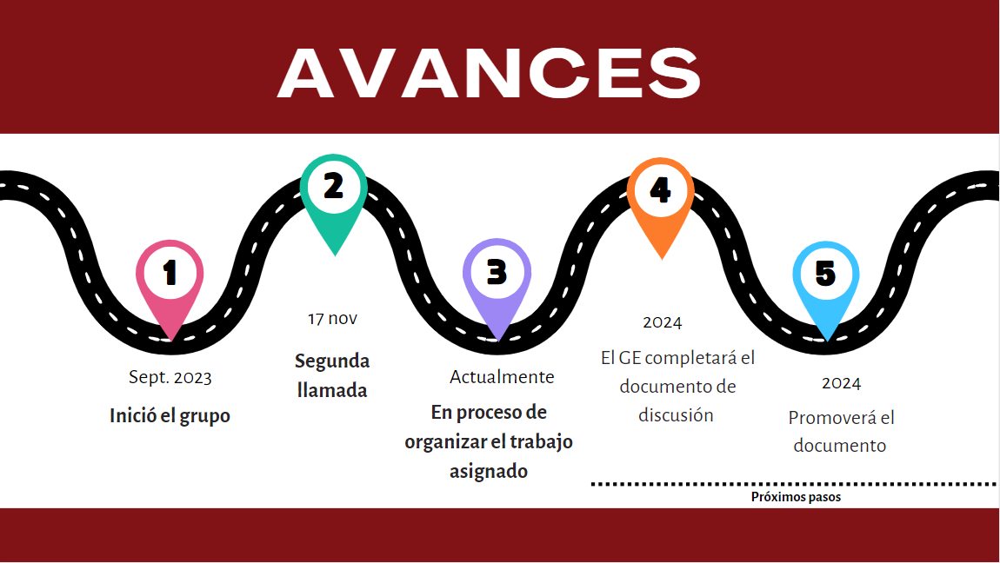 AVANCES
1
Sept. 2023
Inició el grupo
2
17 nov
Segunda
llamada
3
Actualmente
En proceso de
organizar el trabajo
asignado
4
2024
El GE completará el
documento de
discusión
5
2024
Promoverá el
documento
Próximos pasos